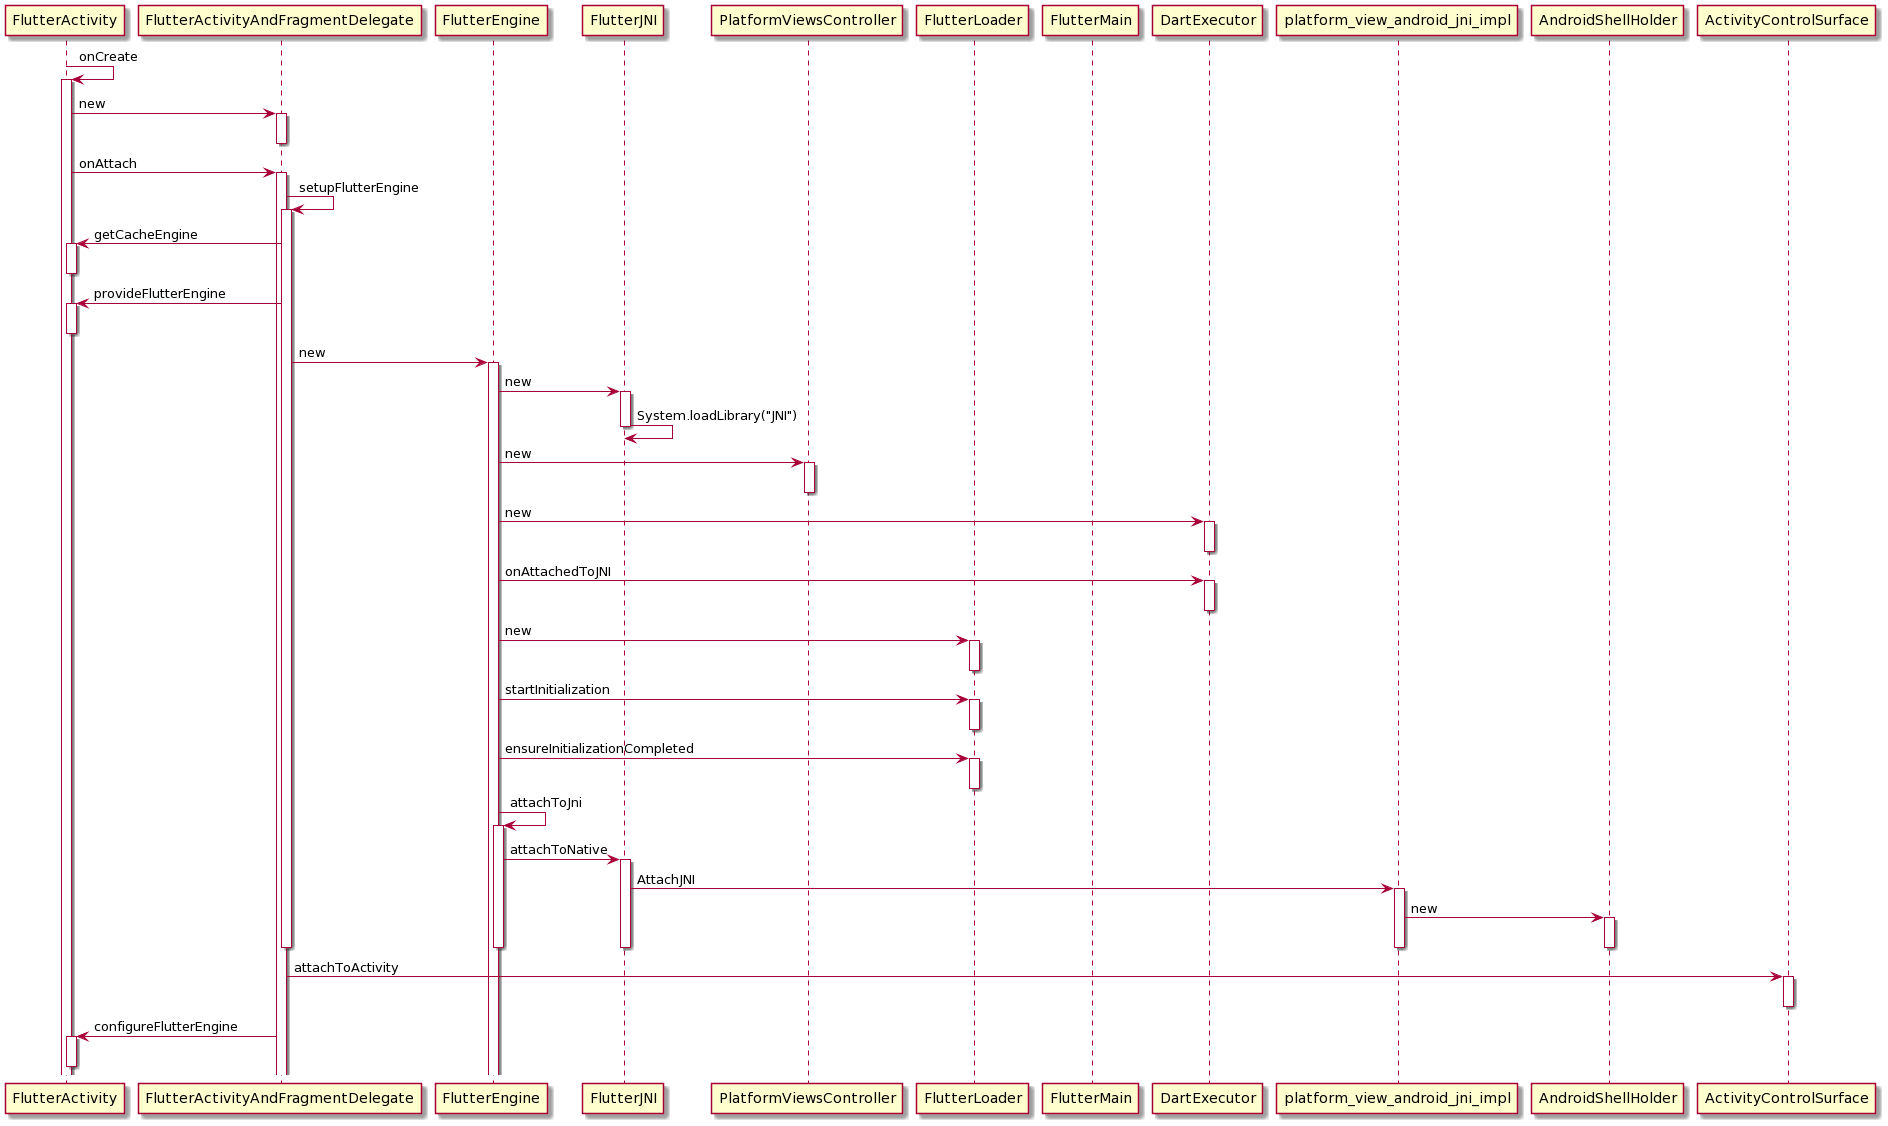 FlutterActivity
FlutterActivityAndFragmentDelegate
FlutterEngine
FlutterJNI
PlatformViewsController
FlutterLoader
FlutterMain
DartExecutor
platform_view_android_jni_impl
AndroidShellHolder
ActivityControlSurface
onCreate
new
onAttach
setupFlutterEngine
getCacheEngine
provideFlutterEngine
new
new
System.loadLibrary("JNI")
new
new
onAttachedToJNI
new
startInitialization
ensureInitializationCompleted
attachToJni
attachToNative
AttachJNI
new
attachToActivity
configureFlutterEngine
FlutterActivity
FlutterActivityAndFragmentDelegate
FlutterEngine
FlutterJNI
PlatformViewsController
FlutterLoader
FlutterMain
DartExecutor
platform_view_android_jni_impl
AndroidShellHolder
ActivityControlSurface